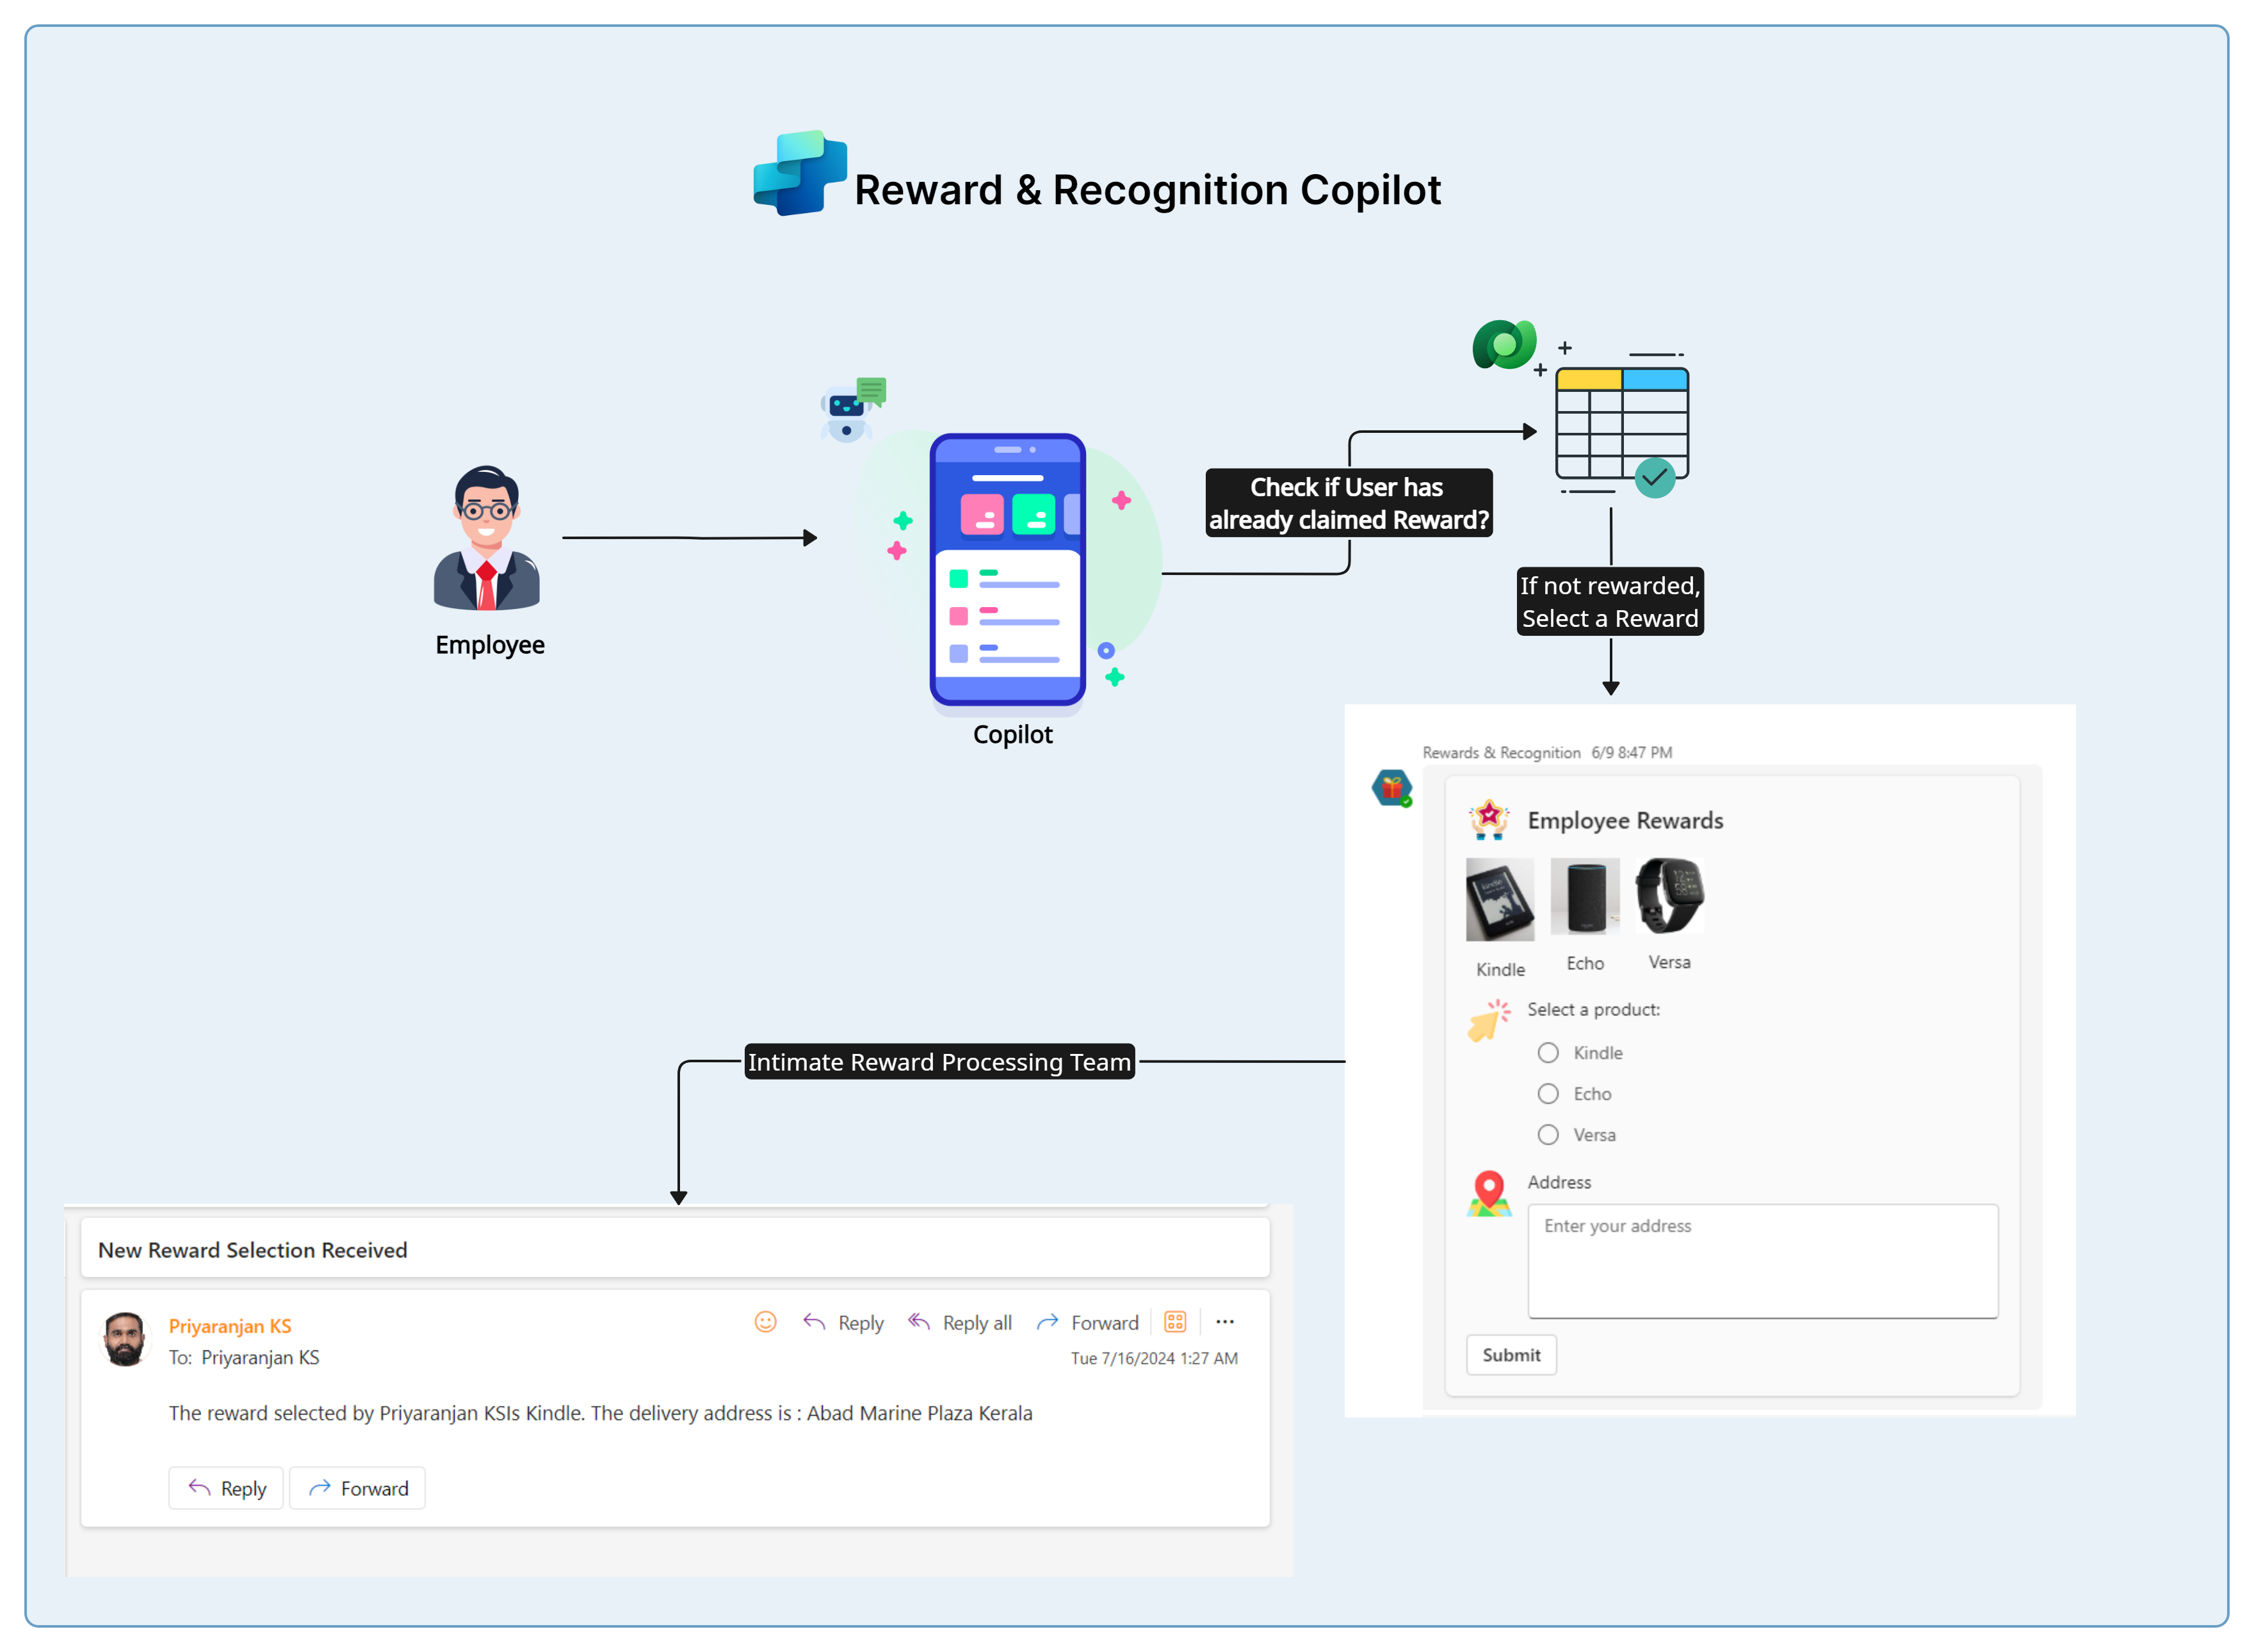 Reward & Recognition Copilot
Employee
Copilot
Check if User has
already claimed Reward?
If not rewarded,
Select a Reward
Rewards & Recognition 6/9 8:47 PM
Employee Rewards
kindle
Kindle
Echo
Versa
Select a product:
Kindle
Echo
Versa
Address
Enter your address
Submit
Intimate Reward Processing Team
New Reward Selection Received
Priyaranjan KS
Reply
Reply all
Forward
To: Priyaranjan KS
Tue 7/16/2024 1:27 AM
The reward selected by Priyaranjan KSIs Kindle. The delivery address is : Abad Marine Plaza Kerala
Reply
Forward